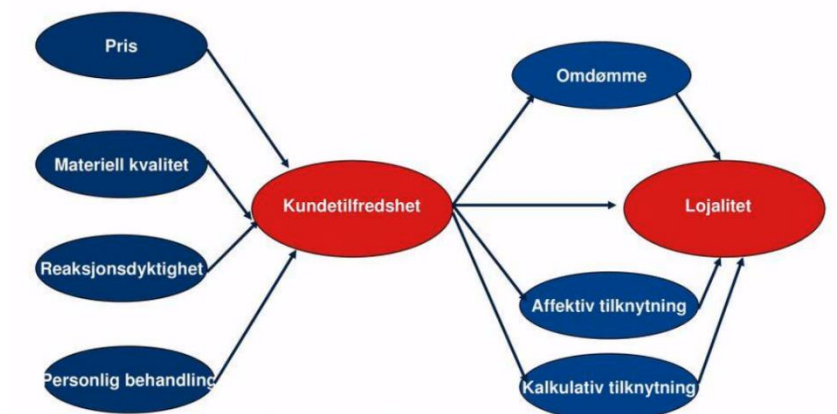 Pris
Omdømme
Materiell kvalitet
Kundetilfredshet
Lojalitet
Reaksjonsdyktighet
Affektiv tilknytning
Personlig behandling
Kalkulativ tilknytning